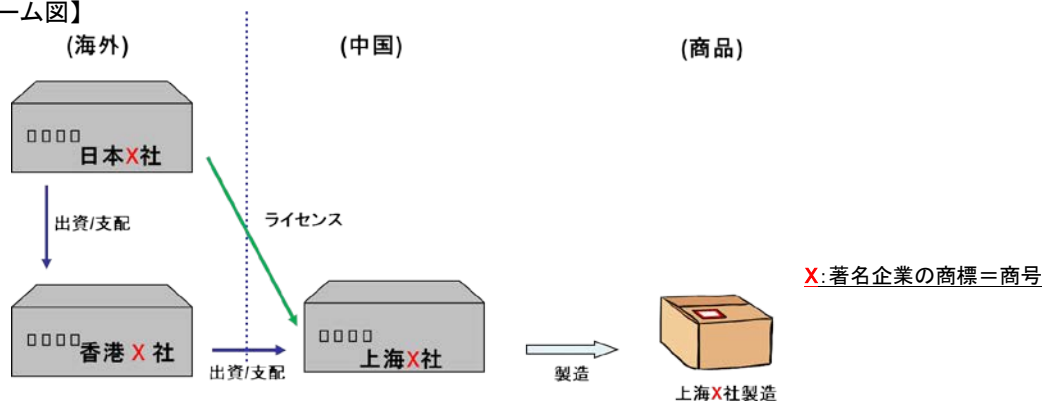 ーム図】
(海外)
(中国)
(商品)
日本X社
出資/支配
ライセンス
X:著名企業の商標=商号
香港X社
上海X社
出資/支配
製造
上海X社製造